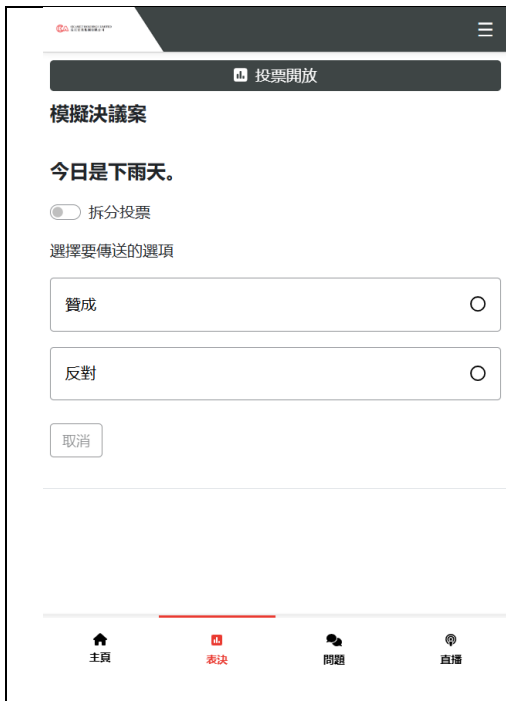 投票開放
模擬決議案
今日是下雨天。
拆分投票
選擇要傳送的選項
贊成
反對
取消
主頁
表決
問題
直播